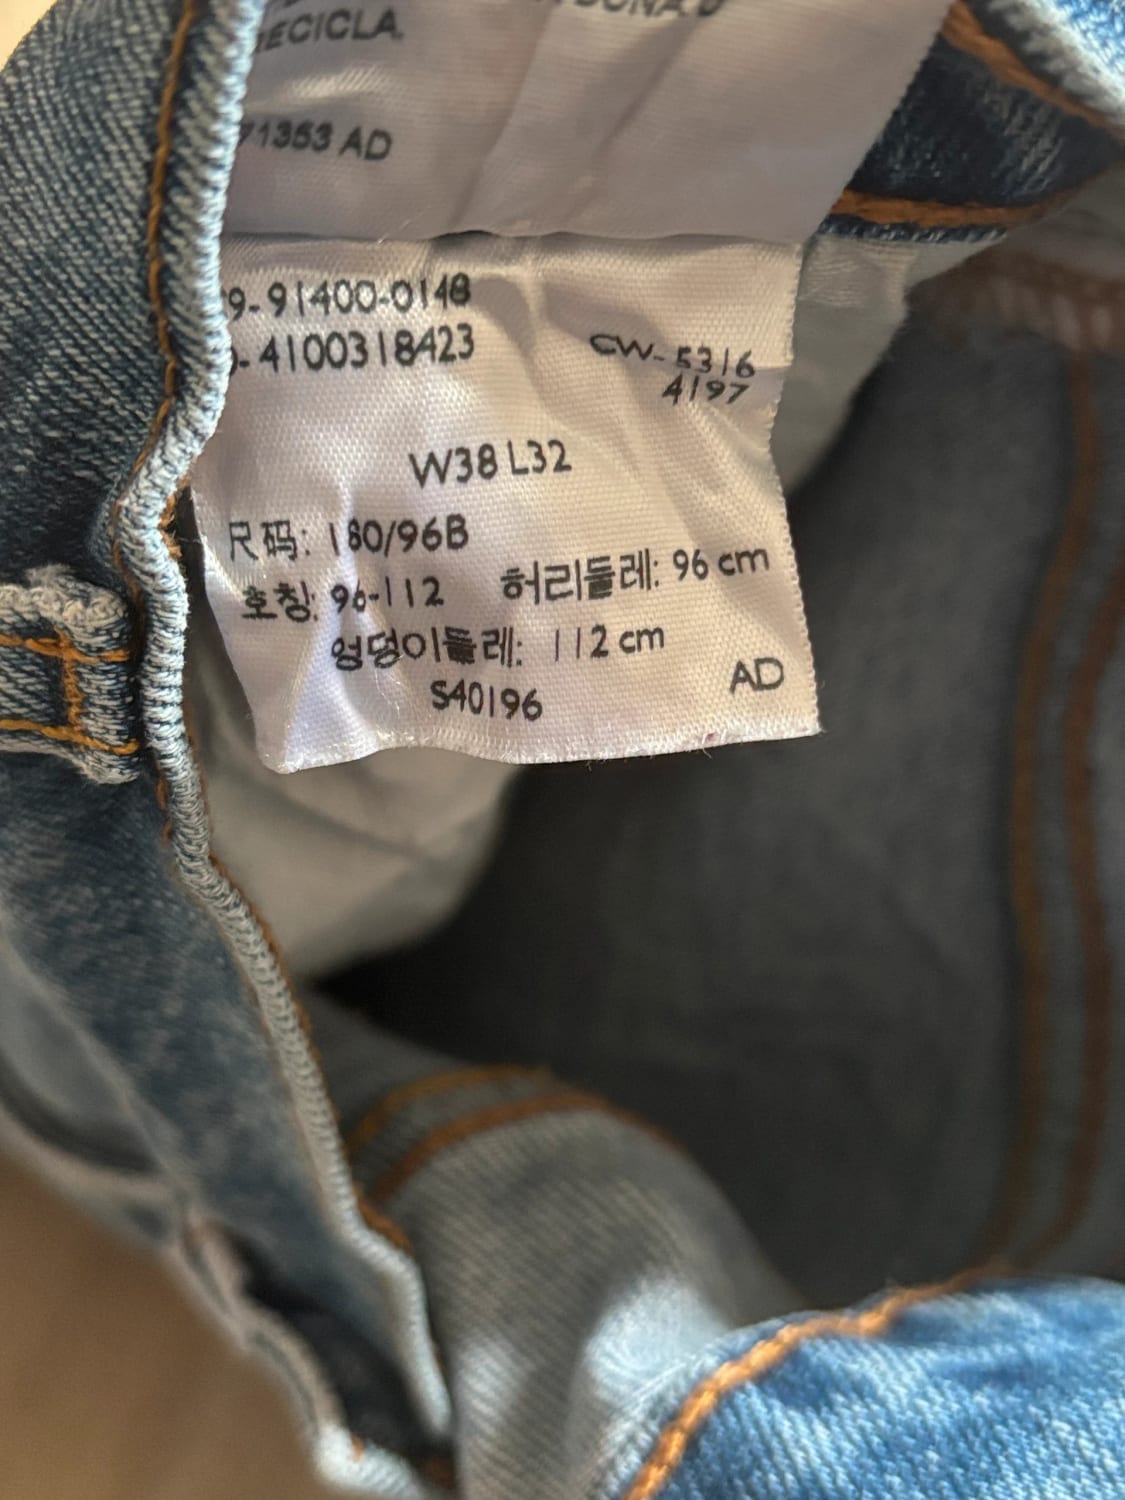 RECICLA.
71353 AD
9-91400-0148
-4100318423
CW-5316
4197
W38 L32
尺码: 180/96B
호칭: 96-112 허리둘레: 96 cm
엉덩이둘레: 112 cm
S40196
AD